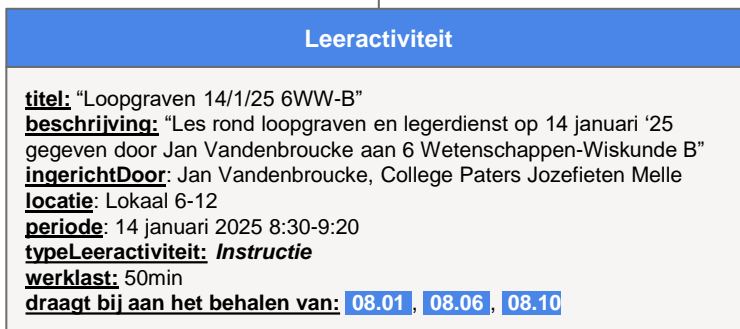 Leeractiviteit
titel: “Loopgraven 14/1/25 6WW-B”
beschrijving: “Les rond loopgraven en legerdienst op 14 januari ‘25
gegeven door Jan Vandenbroucke aan 6 Wetenschappen-Wiskunde B”
ingerichtDoor: Jan Vandenbroucke, College Paters Jozefieten Melle
locatie: Lokaal 6-12
periode: 14 januari 2025 8:30-9:20
typeLeeractiviteit: Instructie
werklast: 50min
draagt bij aan het behalen van: 08.01 , 08.06 , 08.10